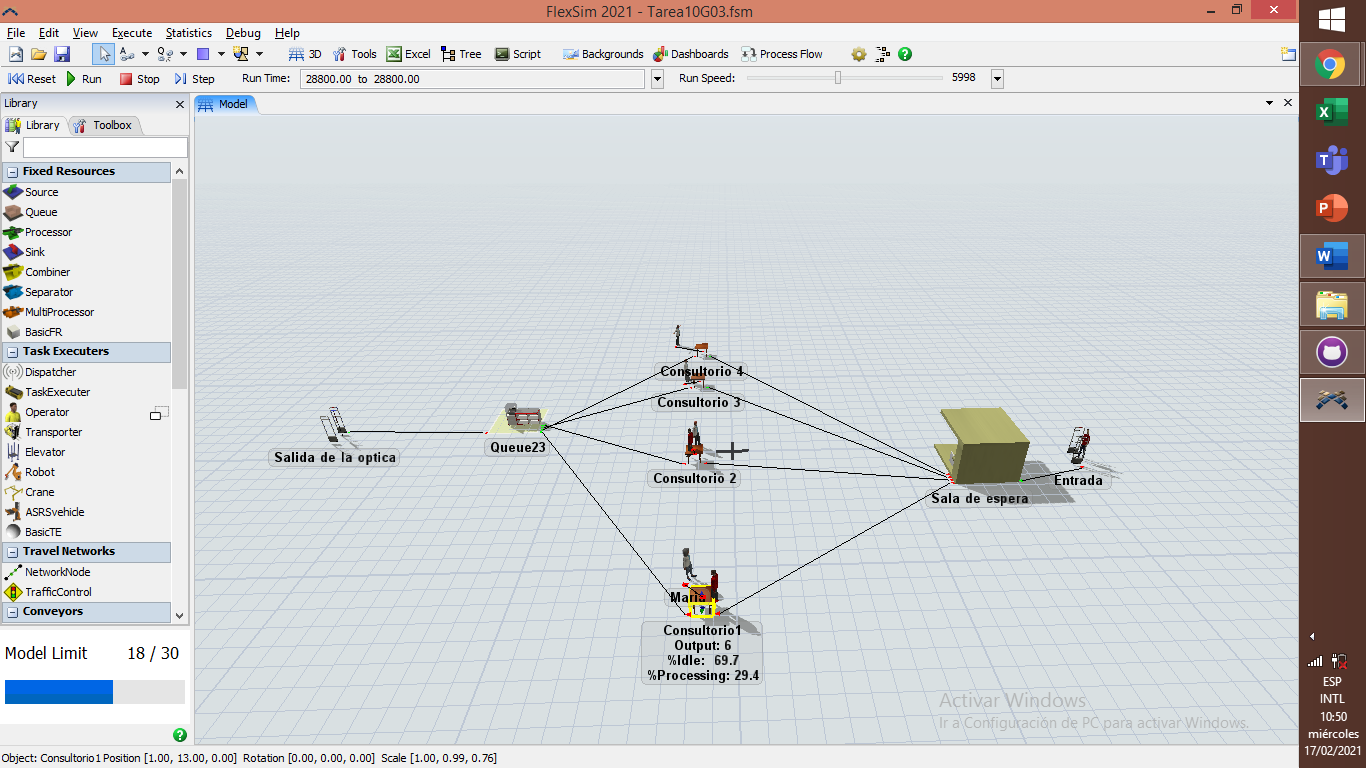 FlexSim 2021 - Tarea10G03.fsm
File Edit View Execute Statistics Debug Help
3D Tools Excel Tree Script Backgrounds Dashboards Process Flow
Reset Run Stop Step Run Time: 28800.00 to 28800.00 Run Speed: 5998
Library
Model
Library Toolbox
Fixed Resources
Source
Queue
Processor
Sink
Combiner
Separator
MultiProcessor
BasicFR
Task Executers
Dispatcher
TaskExecuter
Operator
Transporter
Elevator
Robot
Crane
ASRSvehicle
BasicTE
Travel Networks
NetworkNode
TrafficControl
Conveyors
Model Limit 18 / 30
Consultorio 4
Consultorio 3
Queue23
Salida de la optica
Consultorio 2
Entrada
Sala de espera
Consultorio1
Output: 6
%Idle: 69.7
%Processing: 29.4
Activar Windows
Ir a Configuración de PC para activar Windows.
Object: Consultorio1 Position [1.00, 13.00, 0.00] Rotation [0.00, 0.00, 0.00] Scale [1.00, 0.99, 0.76]
ESP
INTL
10:50
miércoles
17/02/2021